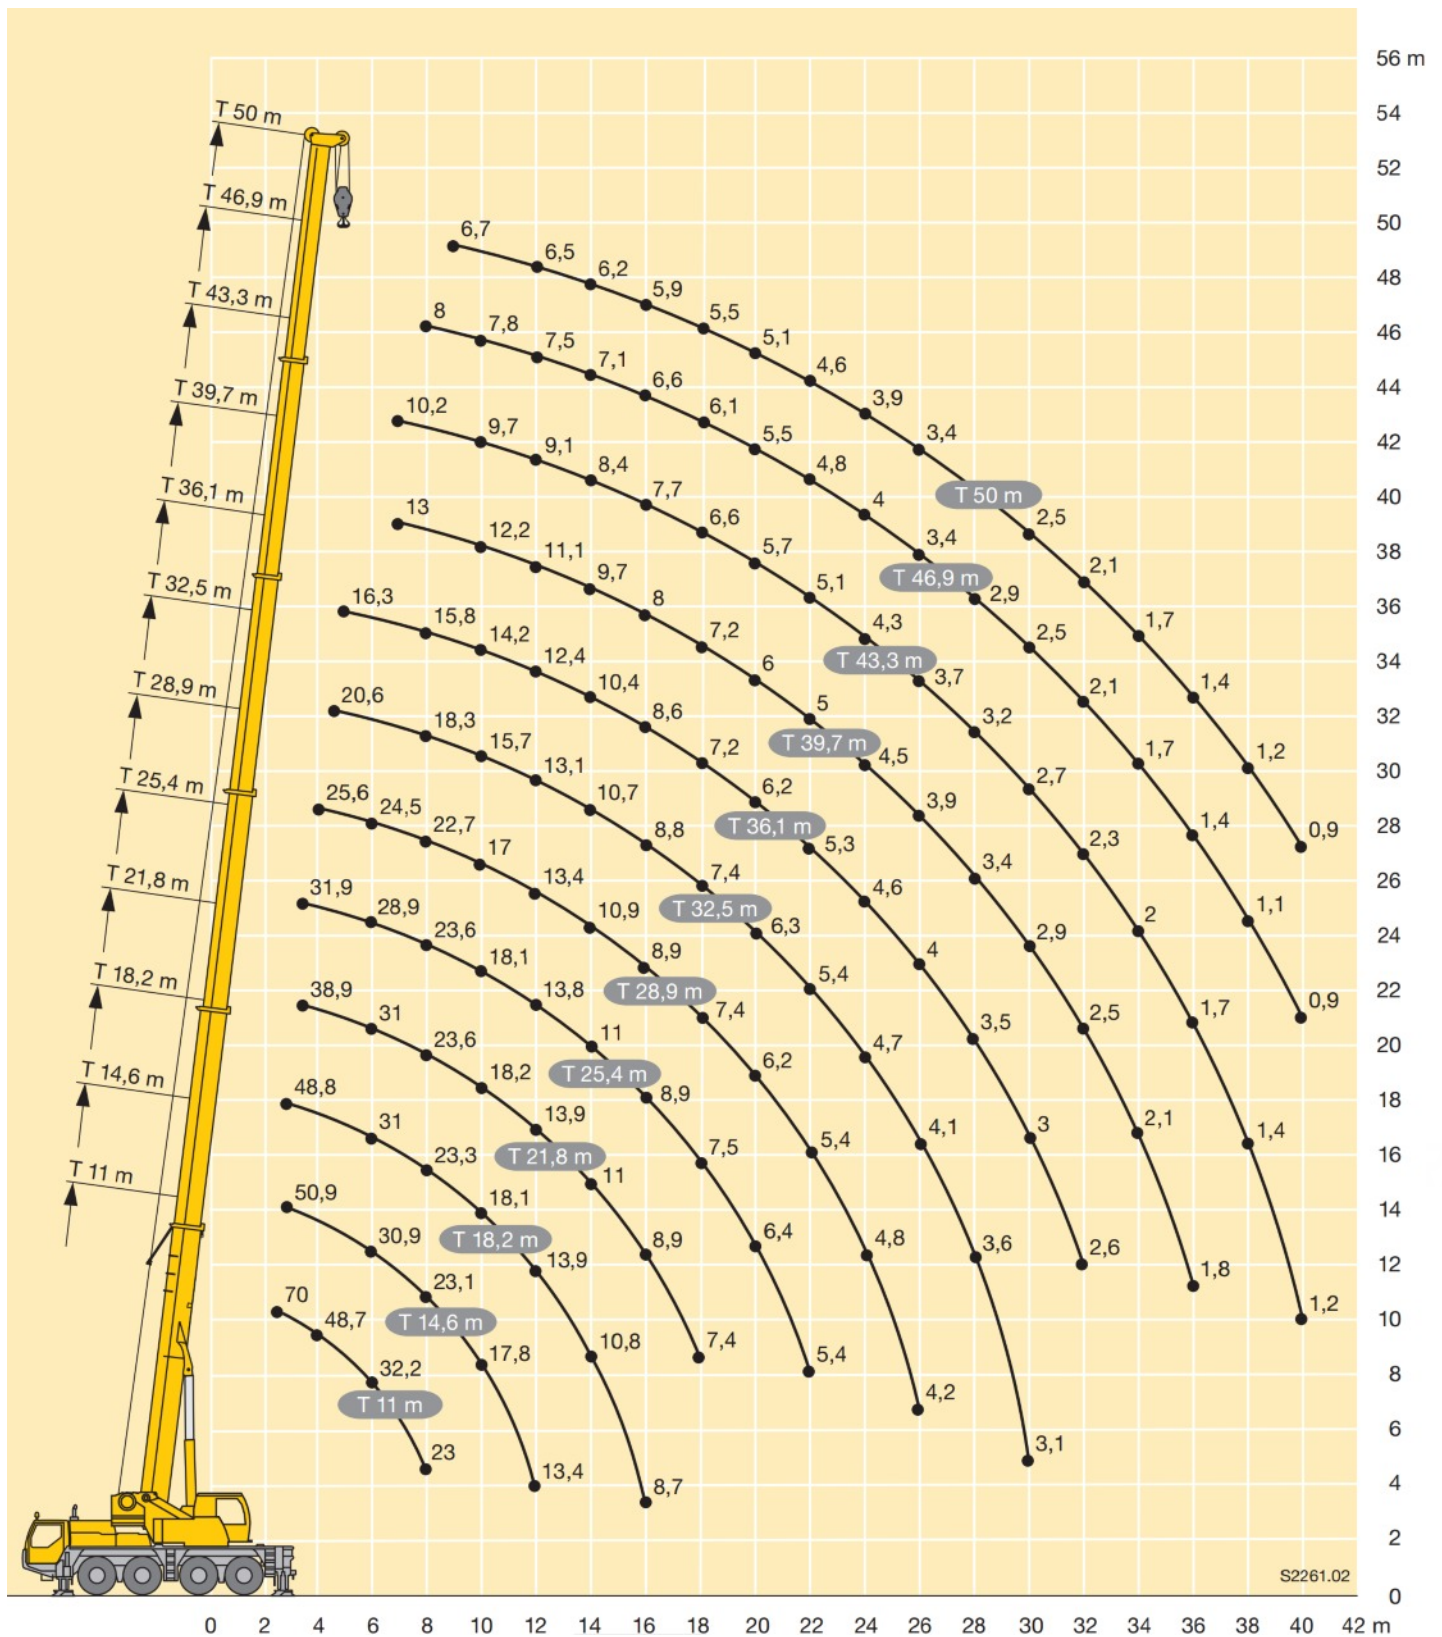 56 m
54
52
50
48
46
44
42
40
38
36
34
32
30
28
26
24
22
20
18
16
14
12
10
8
6
4
2
0
T 50 m
T 46,9 m
T 43,3 m
T 39,7 m
T 36,1 m
T 32,5 m
T 28,9 m
T 25,4 m
T 21,8 m
T 18,2 m
T 14,6 m
T 11 m
6,7 6,5 6,2 5,9 5,5 5,1 4,6 3,9 3,4 T 50 m 2,5 2,1 1,7 1,4 1,2 0,9
8 7,8 7,5 7,1 6,6 6,1 5,5 4,8 4 3,4 T 46,9 m 2,9 2,5 2,1 1,7 1,4 1,1 0,9
10,2 9,7 9,1 8,4 7,7 6,6 5,7 5,1 4,3 T 43,3 m 3,7 3,2 2,7 2,3 2 1,7 1,4 1,2
13 12,2 11,1 9,7 8 7,2 6 5 T 39,7 m 4,5 3,9 3,4 2,9 2,5 2,1 1,8
16,3 15,8 14,2 12,4 10,4 8,6 7,2 6,2 T 36,1 m 5,3 4,6 4 3,5 3 2,6
20,6 18,3 15,7 13,1 10,7 8,8 7,4 T 32,5 m 6,3 5,4 4,7 4,1 3,6 3,1
25,6 24,5 22,7 17 13,4 10,9 8,9 T 28,9 m 7,4 6,2 5,4 4,8 4,2
31,9 28,9 23,6 18,1 13,8 11 T 25,4 m 8,9 7,5 6,4 5,4
38,9 31 23,6 18,2 13,9 T 21,8 m 11 8,9 7,4
48,8 31 23,3 18,1 T 18,2 m 13,9 10,8 8,7
50,9 30,9 23,1 T 14,6 m 17,8 13,4
70 48,7 32,2 T 11 m 23
S2261.02
0 2 4 6 8 10 12 14 16 18 20 22 24 26 28 30 32 34 36 38 40 42 m